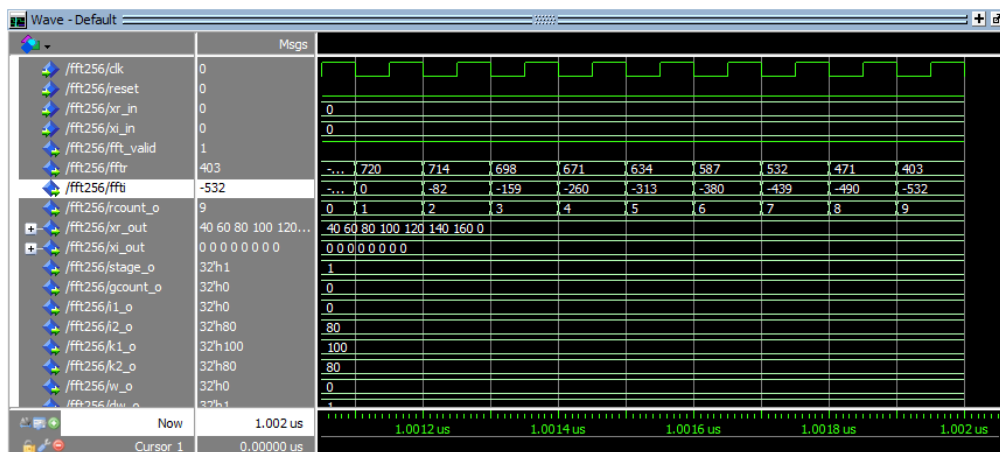 Wave - Default
Msgs
/fft256/clk 0
/fft256/reset 0
/fft256/xr_in 0 0
/fft256/xi_in 0 0
/fft256/fft_valid 1
/fft256/fftr 403 -... 720 714 698 671 634 587 532 471 403
/fft256/ffti -532 -... 0 -82 -159 -260 -313 -380 -439 -490 -532
/fft256/rcount_o 9 0 1 2 3 4 5 6 7 8 9
/fft256/xr_out 40 60 80 100 120... 40 60 80 100 120 140 160 0
/fft256/xi_out 0 0 0 0 0 0 0 0 0 0 0 0 0 0 0 0
/fft256/stage_o 32'h1 1
/fft256/gcount_o 32'h0 0
/fft256/i1_o 32'h0 0
/fft256/i2_o 32'h80 80
/fft256/k1_o 32'h100 100
/fft256/k2_o 32'h80 80
/fft256/w_o 32'h0 0
/fft256/dw_o 32'h1 1
Now 1.002 us 1.0012 us 1.0014 us 1.0016 us 1.0018 us 1.002 us
Cursor 1 0.00000 us